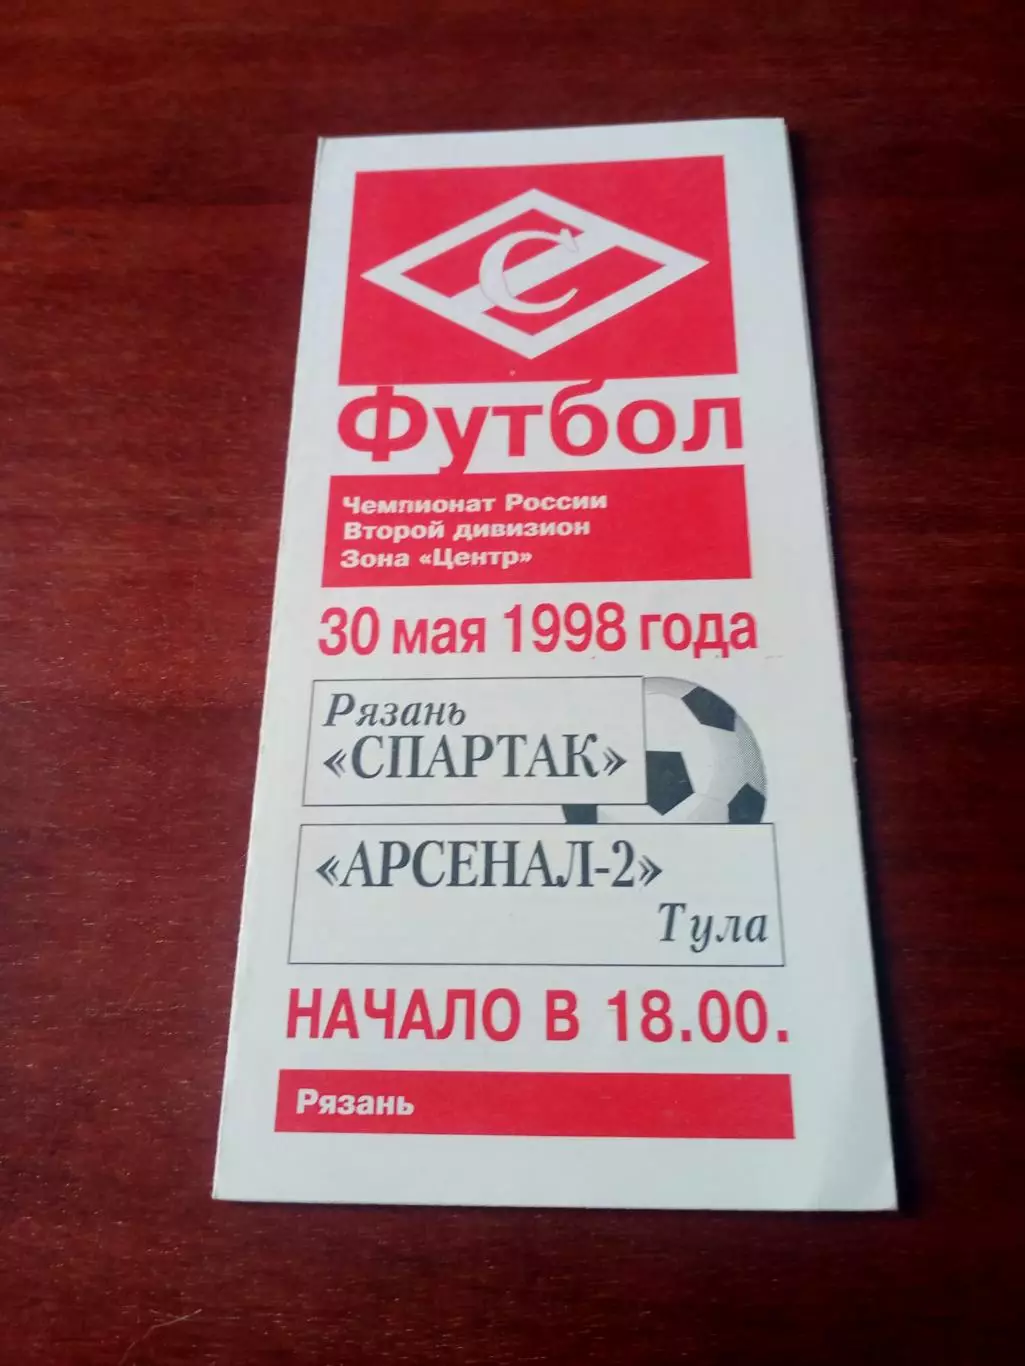 С
Футбол
Чемпионат России
Второй дивизион
Зона «Центр»
30 мая 1998 года
Рязань
«СПАРТАК»
«АРСЕНАЛ-2»
Тула
НАЧАЛО В 18.00.
Рязань